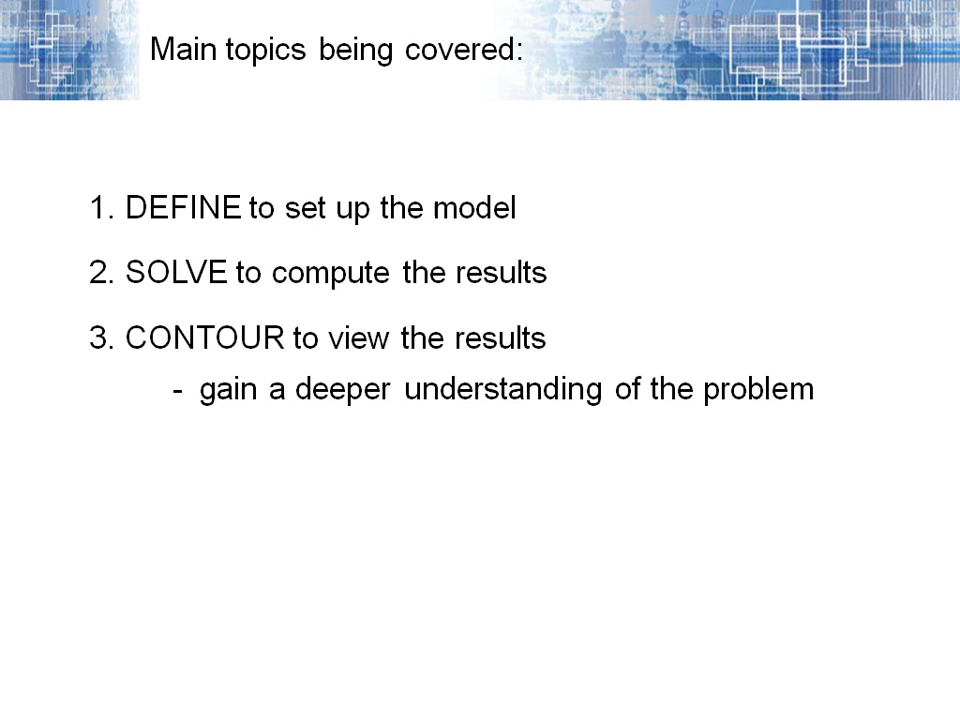 Main topics being covered:
1. DEFINE to set up the model
2. SOLVE to compute the results
3. CONTOUR to view the results
- gain a deeper understanding of the problem